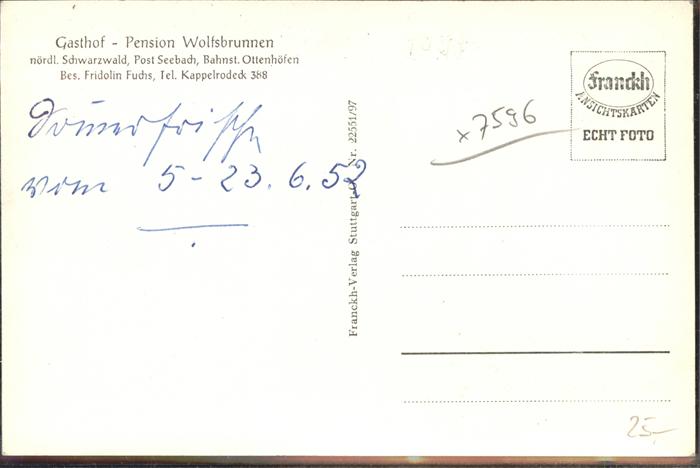 Gasthof - Pension Wolfsbrunnen
nördl. Schwarzwald, Post Seebach, Bahnst. Ottenhöfen
Bes. Fridolin Fuchs, Tel. Kappelrodeck 388
Sommerfrische
vom 5-23.6.52
Franckh-Verlag Stuttgart-O. Nr. 22551/97
x7596
Franckh
ANSICHTSKARTEN
ECHT FOTO
25,-